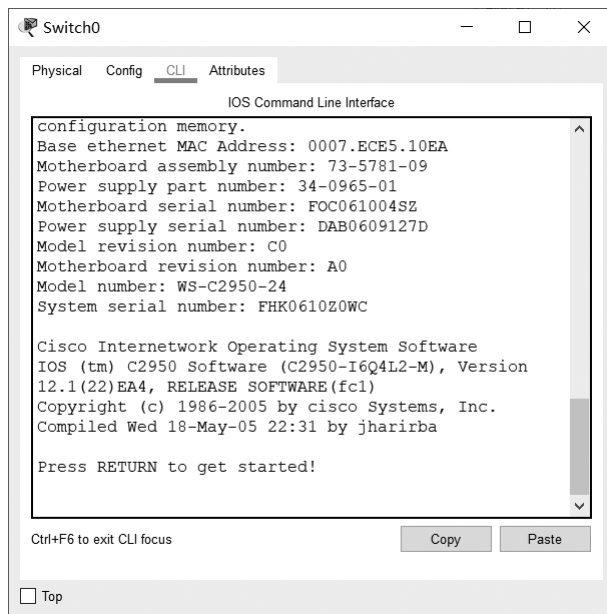 Switch0
Physical Config CLI Attributes
IOS Command Line Interface
configuration memory.
Base ethernet MAC Address: 0007.ECE5.10EA
Motherboard assembly number: 73-5781-09
Power supply part number: 34-0965-01
Motherboard serial number: FOC061004SZ
Power supply serial number: DAB0609127D
Model revision number: C0
Motherboard revision number: A0
Model number: WS-C2950-24
System serial number: FHK0610Z0WC
Cisco Internetwork Operating System Software
IOS (tm) C2950 Software (C2950-I6Q4L2-M), Version
12.1(22)EA4, RELEASE SOFTWARE(fc1)
Copyright (c) 1986-2005 by cisco Systems, Inc.
Compiled Wed 18-May-05 22:31 by jharirba
Press RETURN to get started!
Ctrl+F6 to exit CLI focus
Copy Paste
Top